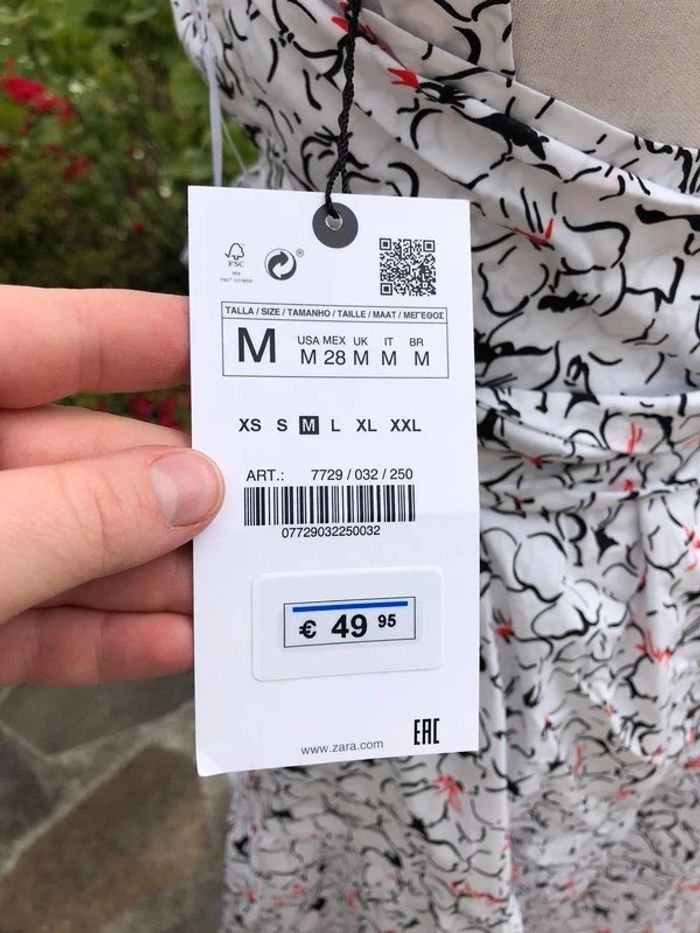 FSC
MIX
®
TALLA / SIZE / TAMANHO / TAILLE / MAAT / ΜΕΓΕΘΟΣ
M
USA MEX UK IT BR
M 28 M M M
XS S M L XL XXL
ART.: 7729 / 032 / 250
07729032250032
€ 49 95
www.zara.com
EAC